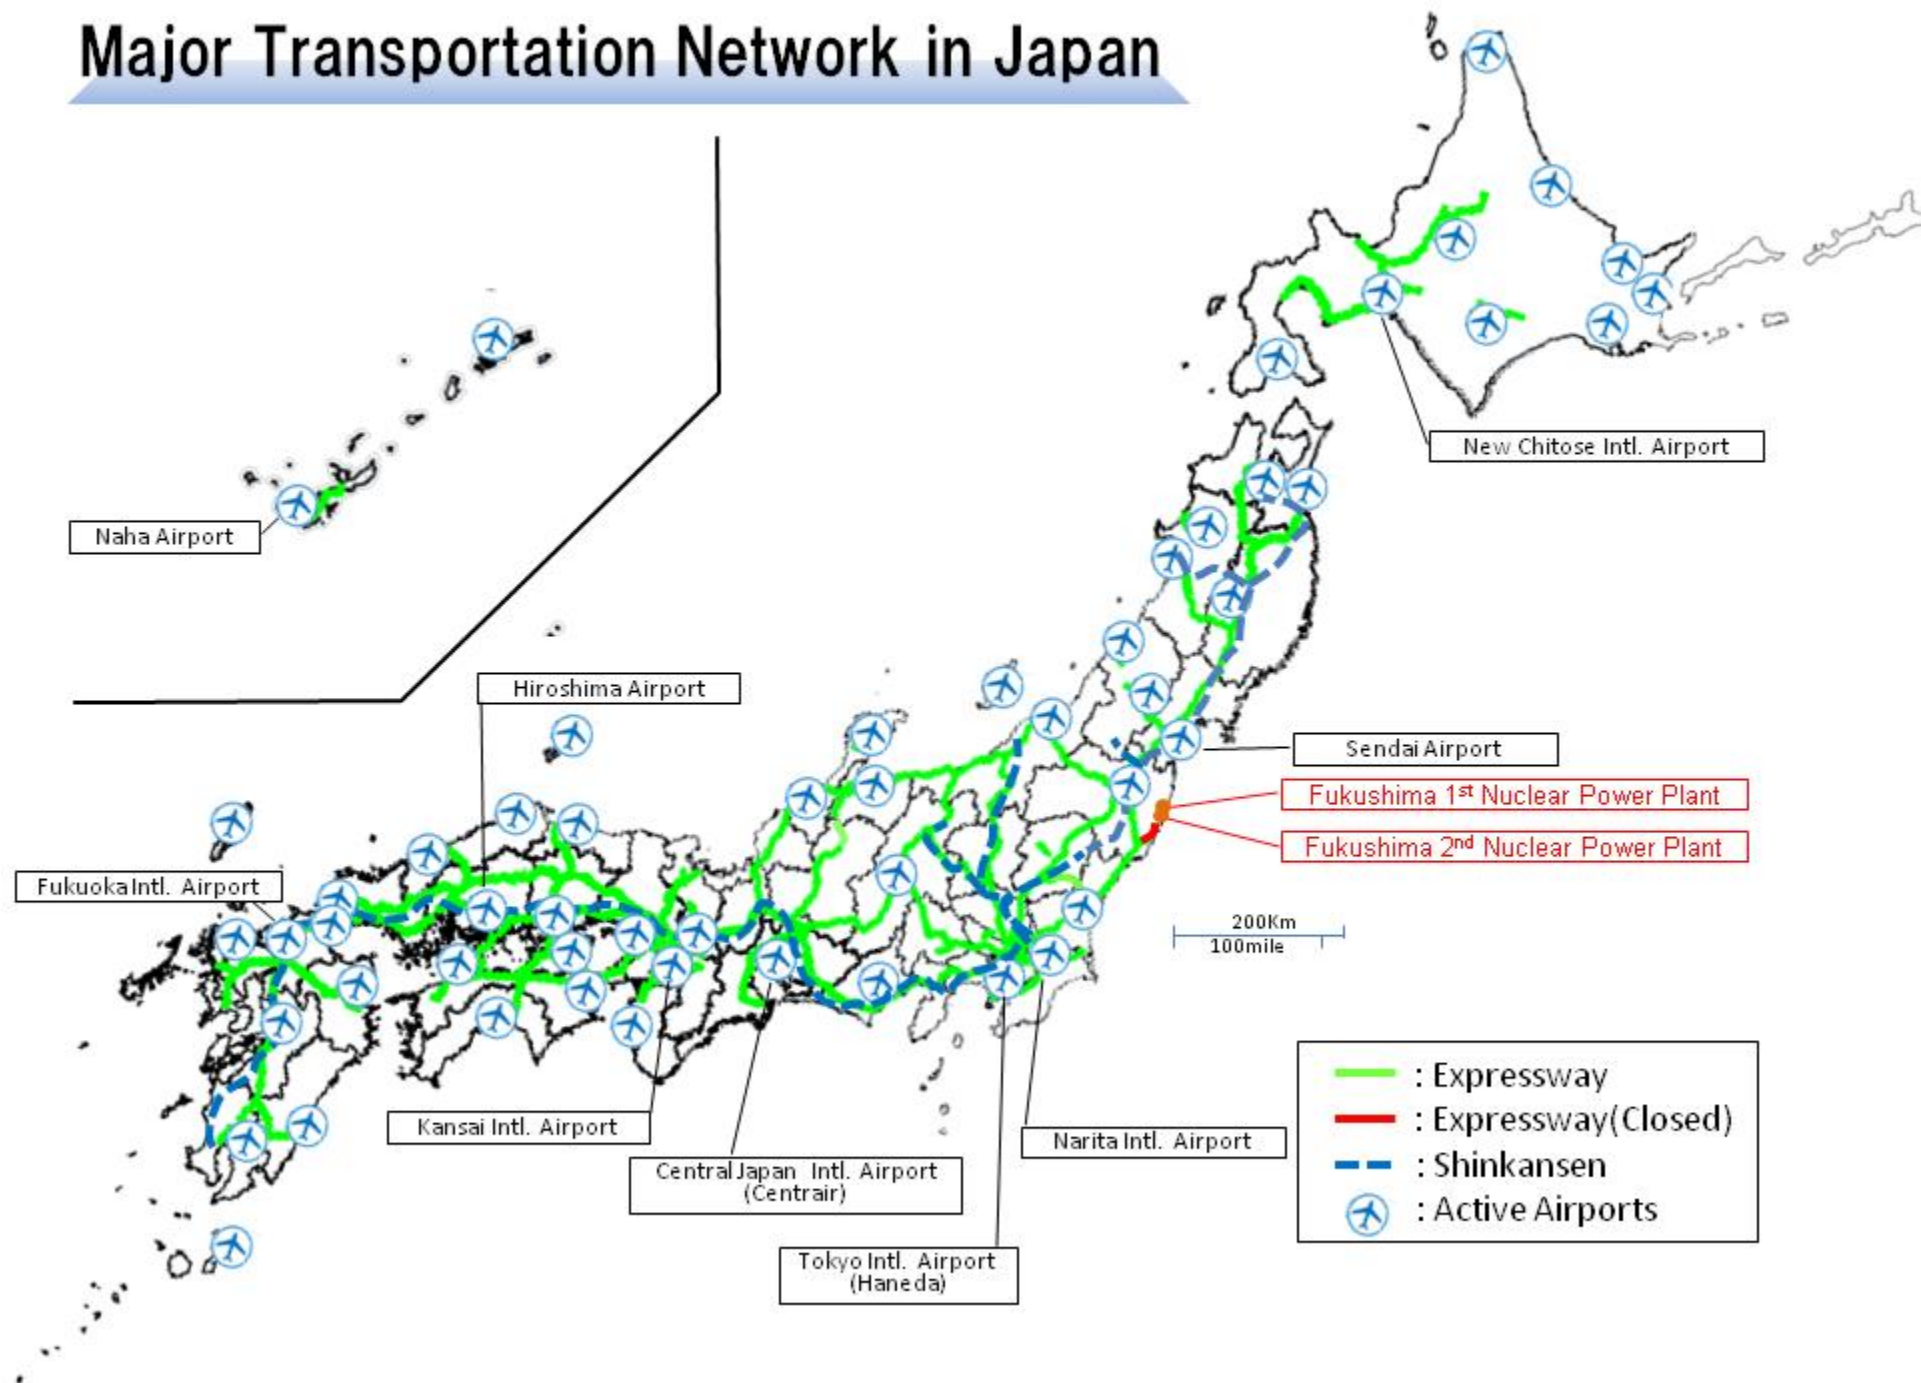 Major Transportation Network in Japan
New Chitose Intl. Airport
Naha Airport
Hiroshima Airport
Sendai Airport
Fukushima 1st Nuclear Power Plant
Fukushima 2nd Nuclear Power Plant
Fukuoka Intl. Airport
200Km
100mile
Kansai Intl. Airport
Narita Intl. Airport
Central Japan Intl. Airport
(Centrair)
Tokyo Intl. Airport
(Haneda)
: Expressway
: Expressway(Closed)
: Shinkansen
: Active Airports